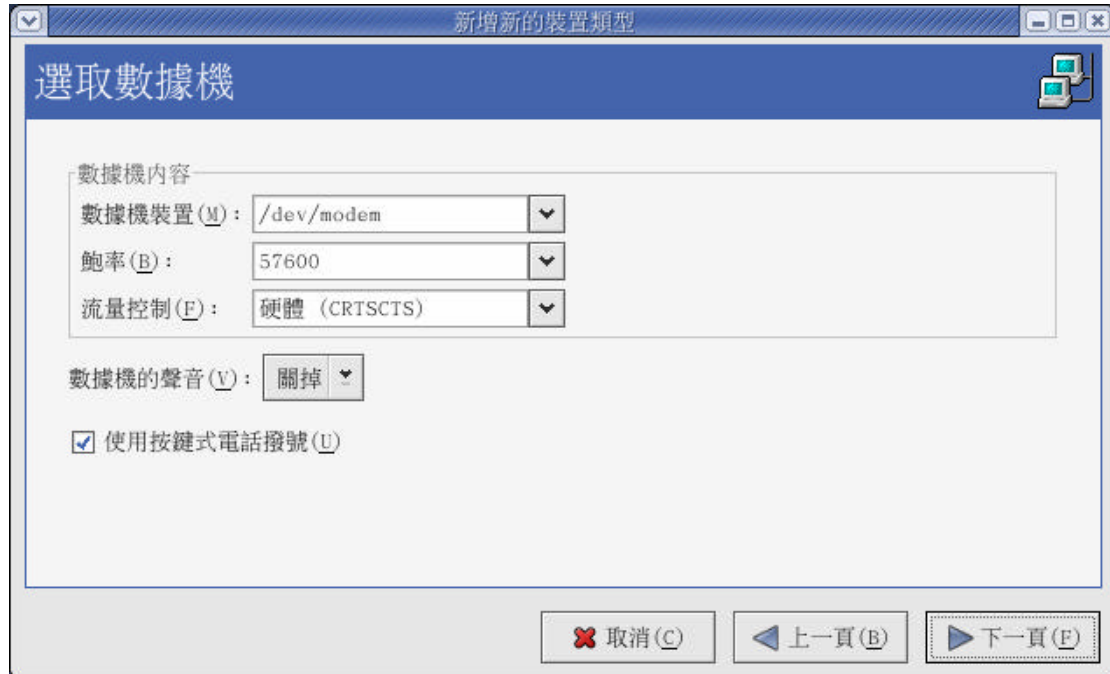 新增新的裝置類型
選取數據機
數據機內容
數據機裝置(M): /dev/modem
鮑率(B): 57600
流量控制(F): 硬體 (CRTSCTS)
數據機的聲音(V): 關掉
使用按鍵式電話撥號(U)
取消(C) 上一頁(B) 下一頁(F)